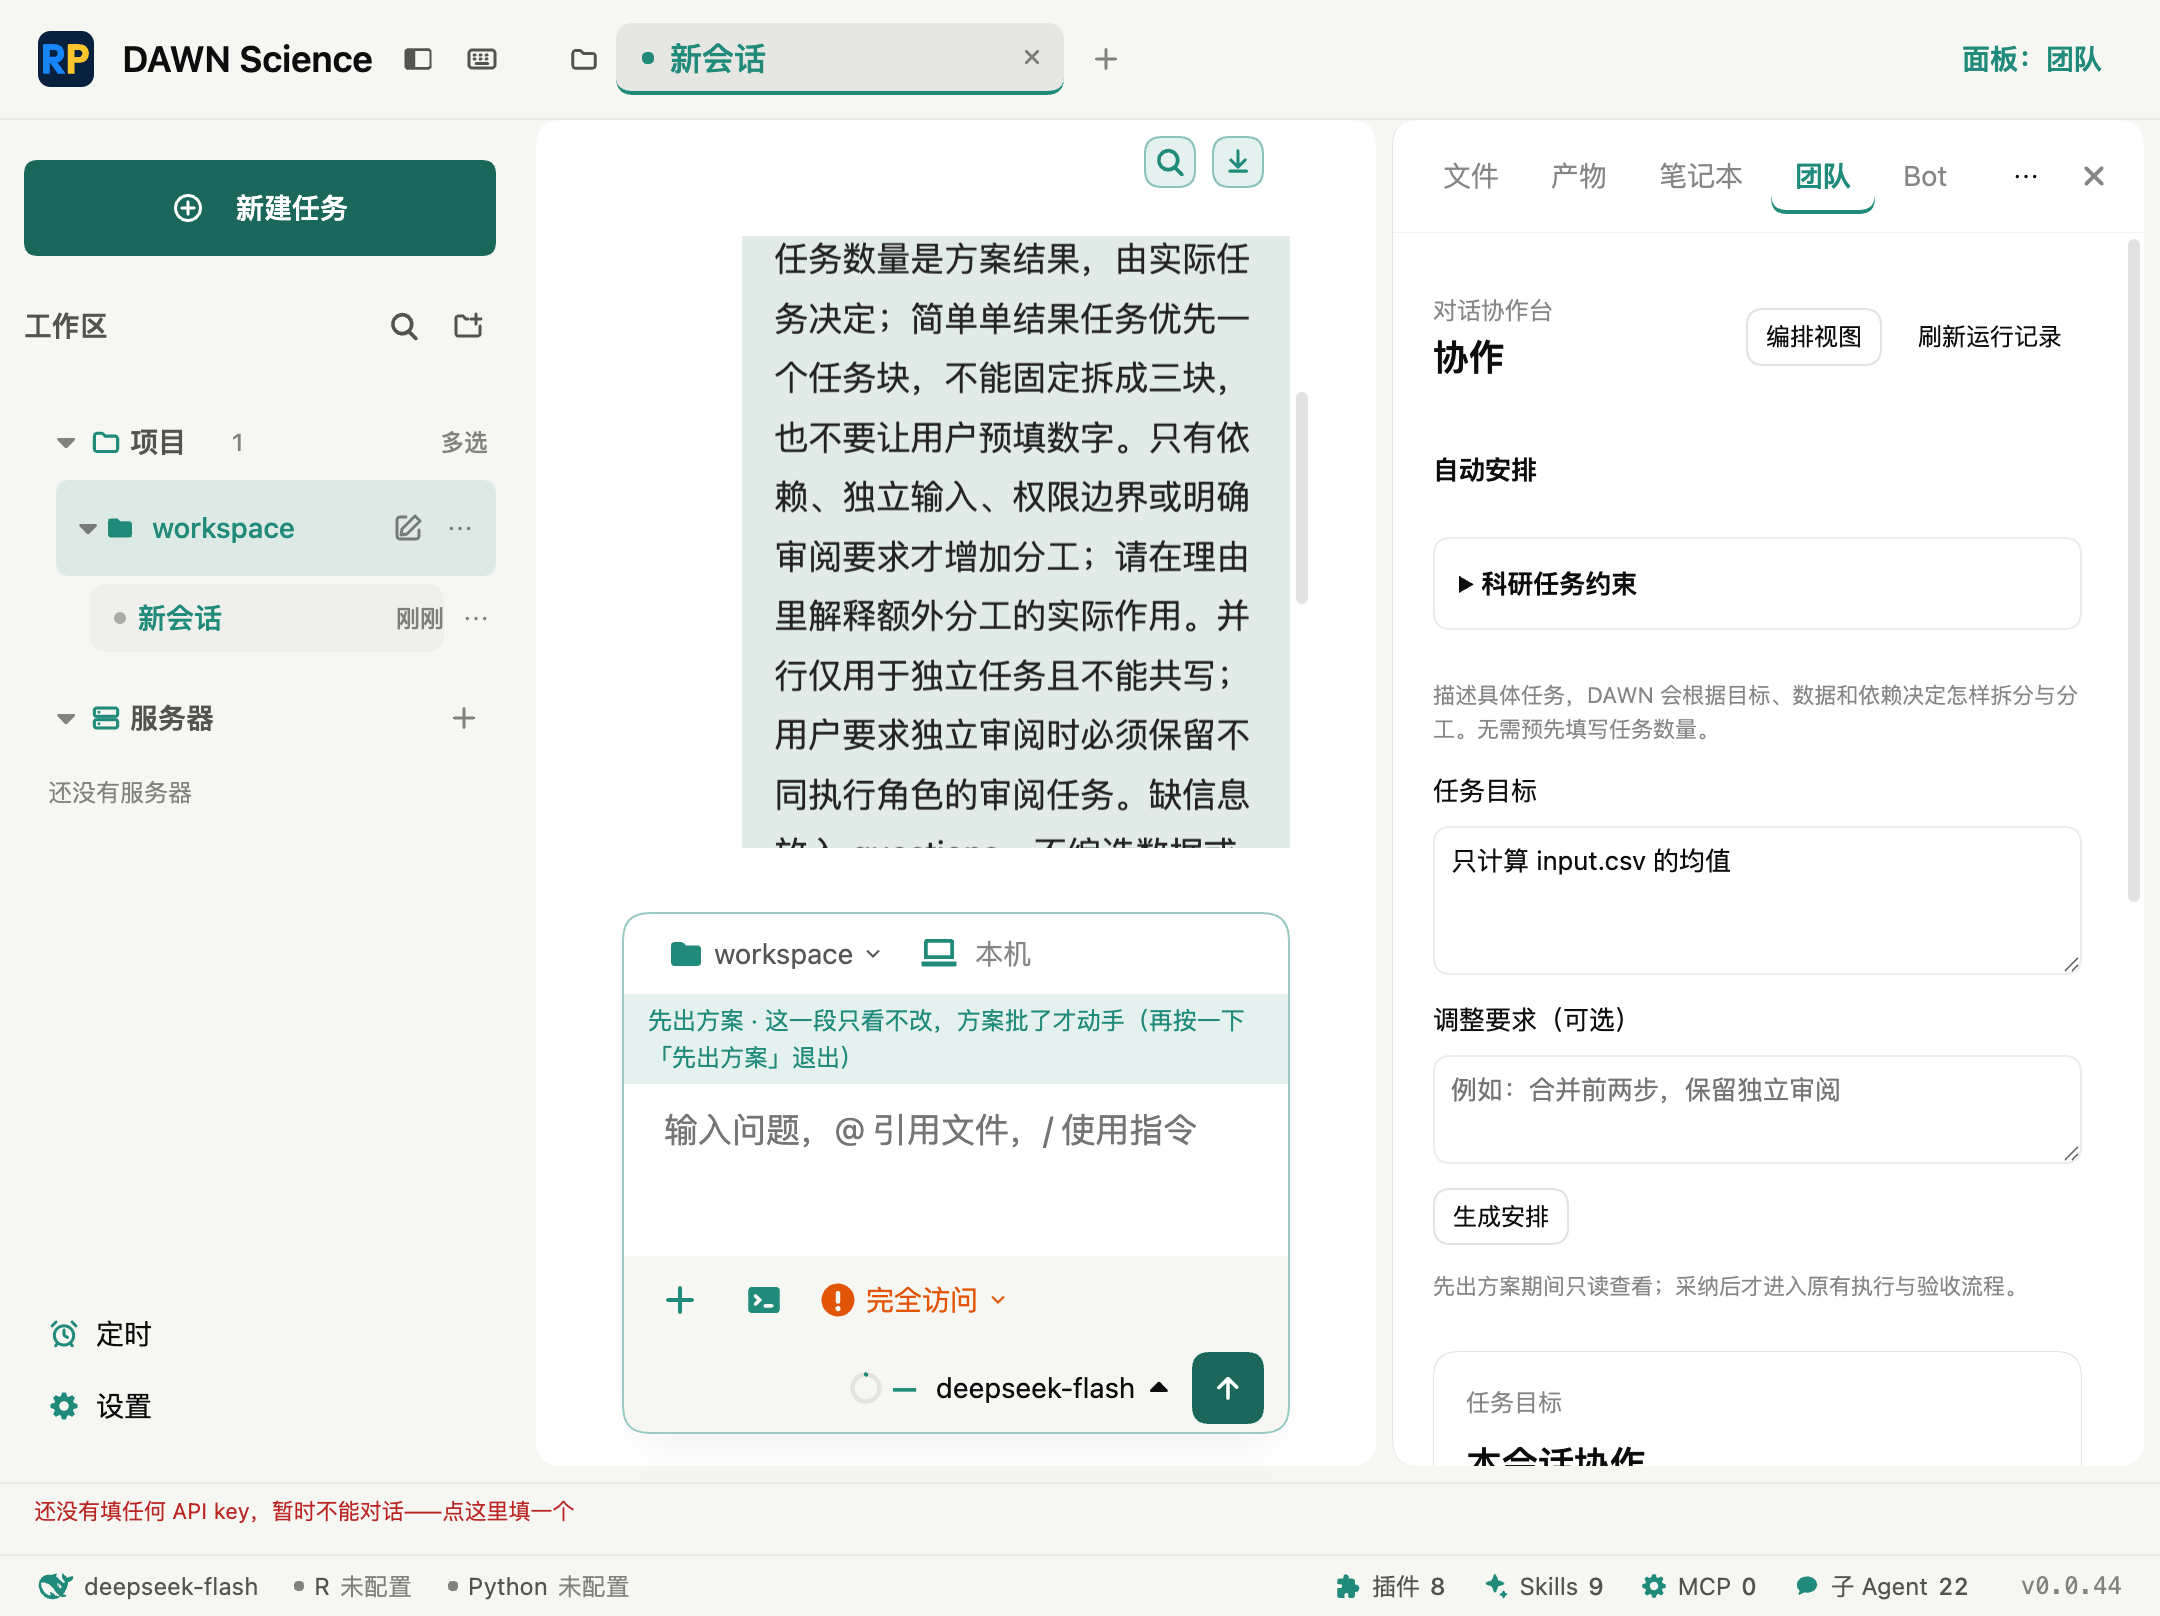 RP DAWN Science
新会话
面板：团队
新建任务
工作区
项目 1 多选
workspace
新会话 刚刚
服务器
还没有服务器
定时
设置
任务数量是方案结果，由实际任
务决定；简单单结果任务优先一
个任务块，不能固定拆成三块，
也不要让用户预填数字。只有依
赖、独立输入、权限边界或明确
审阅要求才增加分工；请在理由
里解释额外分工的实际作用。并
行仅用于独立任务且不能共写；
用户要求独立审阅时必须保留不
同执行角色的审阅任务。缺信息
放入 questions，不编造数据或
workspace 本机
先出方案 · 这一段只看不改，方案批了才动手（再按一下
「先出方案」退出）
输入问题，@ 引用文件，/ 使用指令
完全访问
deepseek-flash
文件 产物 笔记本 团队 Bot
对话协作台
协作
编排视图 刷新运行记录
自动安排
科研任务约束
描述具体任务，DAWN 会根据目标、数据和依赖决定怎样拆分与分
工。无需预先填写任务数量。
任务目标
只计算 input.csv 的均值
调整要求（可选）
例如：合并前两步，保留独立审阅
生成安排
先出方案期间只读查看；采纳后才进入原有执行与验收流程。
任务目标
本会话协作
还没有填任何 API key，暂时不能对话——点这里填一个
deepseek-flash R 未配置 Python 未配置
插件 8 Skills 9 MCP 0 子 Agent 22 v0.0.44